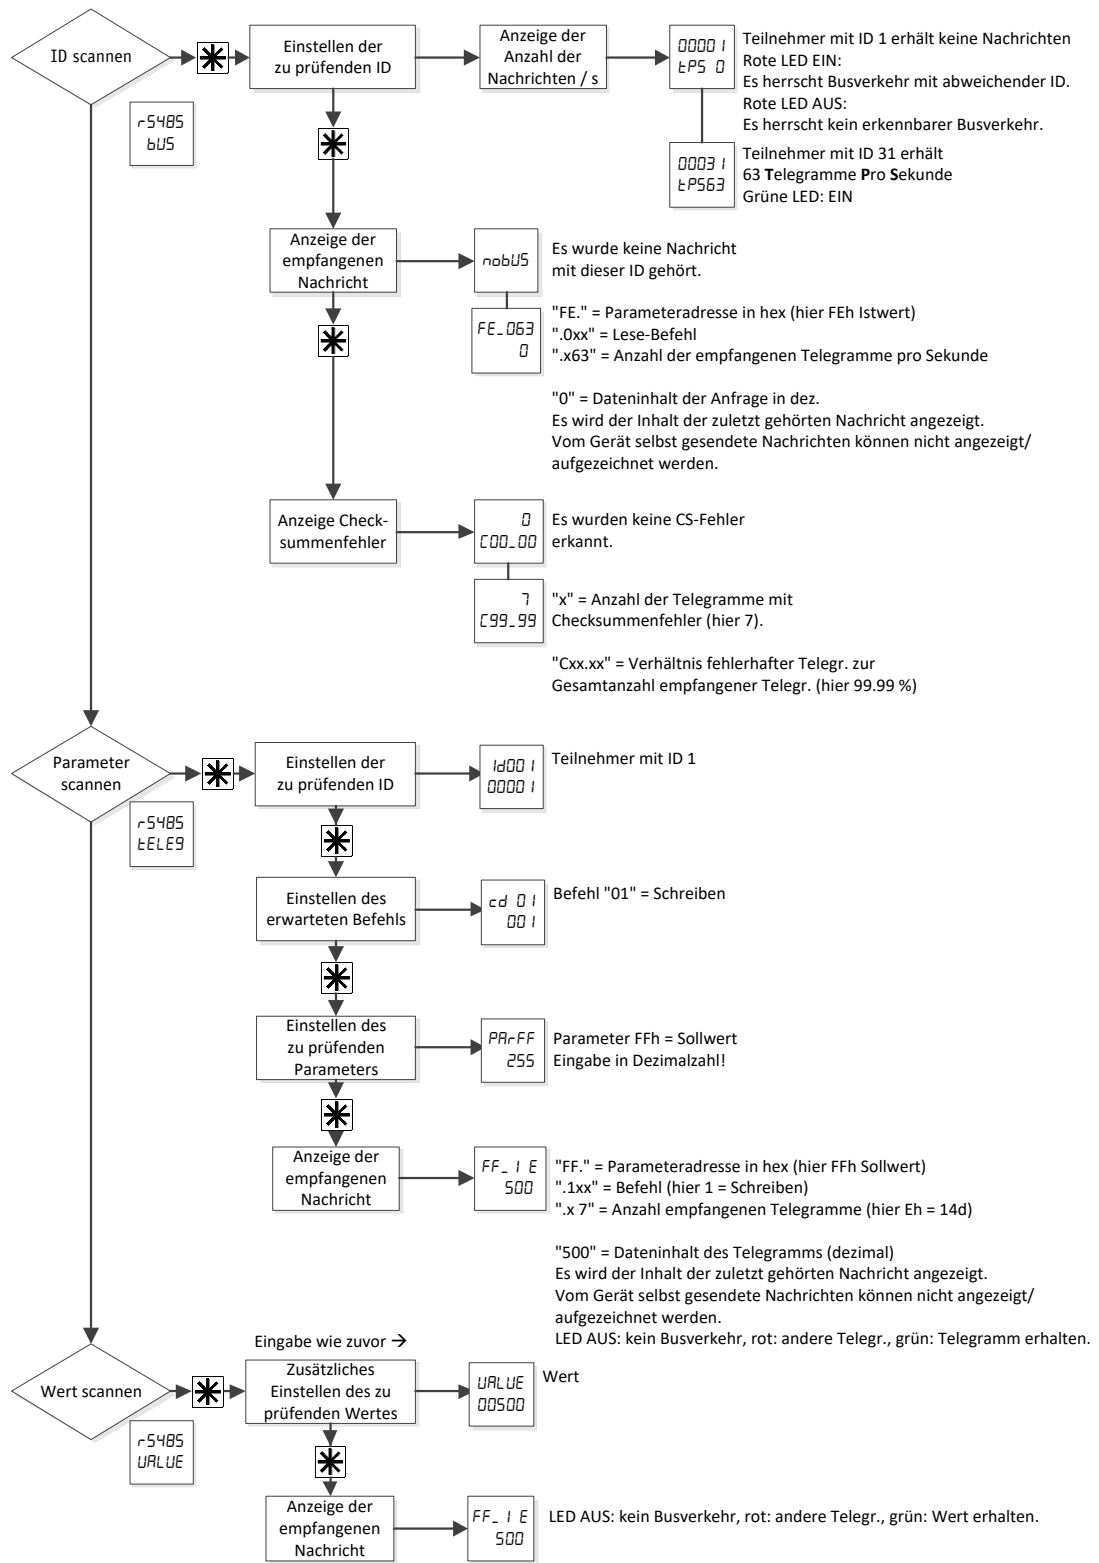 ID scannen
Einstellen der
zu prüfenden ID
Anzeige der
Anzahl der
Nachrichten / s
00001
tPS 0
Teilnehmer mit ID 1 erhält keine Nachrichten
Rote LED EIN:
Es herrscht Busverkehr mit abweichender ID.
Rote LED AUS:
Es herrscht kein erkennbarer Busverkehr.
rS485
bUS
00031
tPS63
Teilnehmer mit ID 31 erhält
63 Telegramme Pro Sekunde
Grüne LED: EIN
Anzeige der
empfangenen
Nachricht
nobUS
Es wurde keine Nachricht
mit dieser ID gehört.
FE_063
0
"FE." = Parameteradresse in hex (hier FEh Istwert)
".0xx" = Lese-Befehl
".x63" = Anzahl der empfangenen Telegramme pro Sekunde
"0" = Dateninhalt der Anfrage in dez.
Es wird der Inhalt der zuletzt gehörten Nachricht angezeigt.
Vom Gerät selbst gesendete Nachrichten können nicht angezeigt/
aufgezeichnet werden.
Anzeige Check-
summenfehler
0
C00_00
Es wurden keine CS-Fehler
erkannt.
7
C99_99
"x" = Anzahl der Telegramme mit
Checksummenfehler (hier 7).
"Cxx.xx" = Verhältnis fehlerhafter Telegr. zur
Gesamtanzahl empfangener Telegr. (hier 99.99 %)
Parameter
scannen
Einstellen der
zu prüfenden ID
Id001
00001
Teilnehmer mit ID 1
rS485
tELEg
Einstellen des
erwarteten Befehls
cd 01
001
Befehl "01" = Schreiben
Einstellen des
zu prüfenden
Parameters
PArFF
255
Parameter FFh = Sollwert
Eingabe in Dezimalzahl!
Anzeige der
empfangenen
Nachricht
FF_1 E
500
"FF." = Parameteradresse in hex (hier FFh Sollwert)
".1xx" = Befehl (hier 1 = Schreiben)
".x 7" = Anzahl empfangenen Telegramme (hier Eh = 14d)
"500" = Dateninhalt des Telegramms (dezimal)
Es wird der Inhalt der zuletzt gehörten Nachricht angezeigt.
Vom Gerät selbst gesendete Nachrichten können nicht angezeigt/
aufgezeichnet werden.
LED AUS: kein Busverkehr, rot: andere Telegr., grün: Telegramm erhalten.
Eingabe wie zuvor →
Wert scannen
Zusätzliches
Einstellen des zu
prüfenden Wertes
UALUE
00500
Wert
rS485
UALUE
Anzeige der
empfangenen
Nachricht
FF_1 E
500
LED AUS: kein Busverkehr, rot: andere Telegr., grün: Wert erhalten.